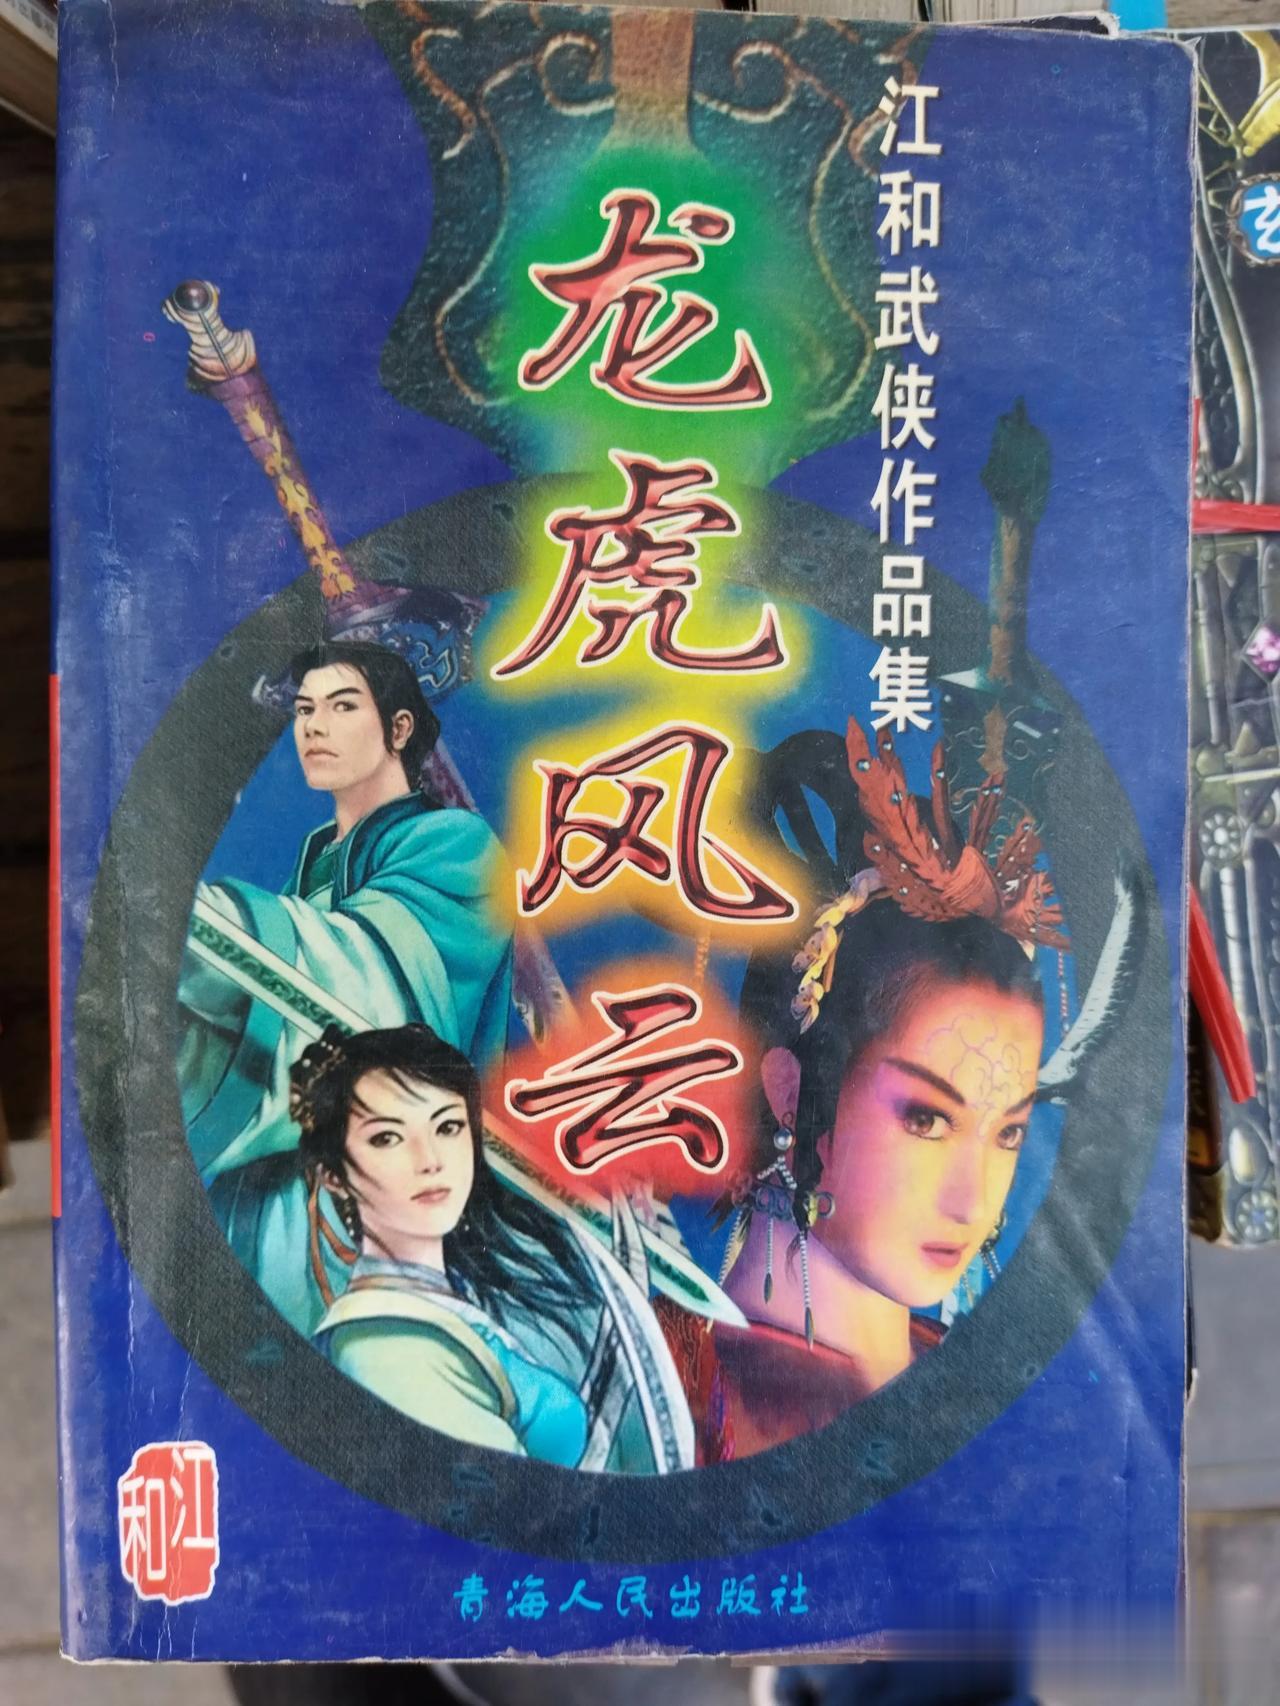 江和武侠作品集
龙虎风云
江和
青海人民出版社
玄